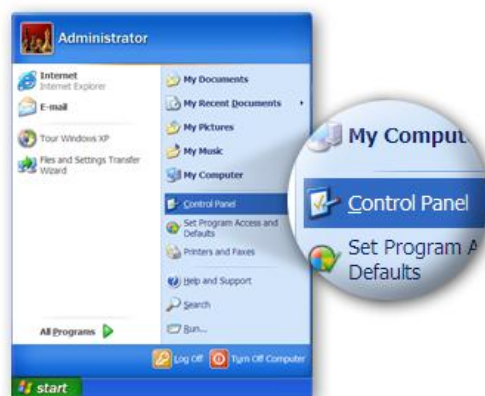 Administrator
Internet
Internet Explorer
E-mail
Tour Windows XP
Files and Settings Transfer
Wizard
All Programs
My Documents
My Recent Documents
My Pictures
My Music
My Computer
Control Panel
Set Program Access and
Defaults
Printers and Faxes
Help and Support
Search
Run...
Log Off
Turn Off Computer
start
My Comput
Control Panel
Set Program A
Defaults